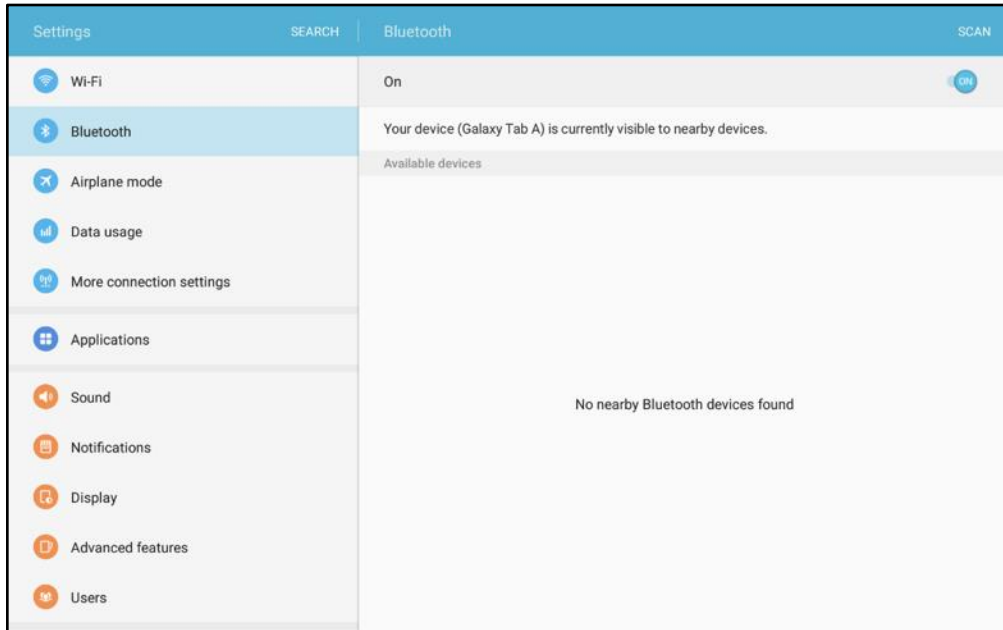 Settings
SEARCH
Bluetooth
SCAN
Wi-Fi
Bluetooth
Airplane mode
Data usage
More connection settings
Applications
Sound
Notifications
Display
Advanced features
Users
On
ON
Your device (Galaxy Tab A) is currently visible to nearby devices.
Available devices
No nearby Bluetooth devices found